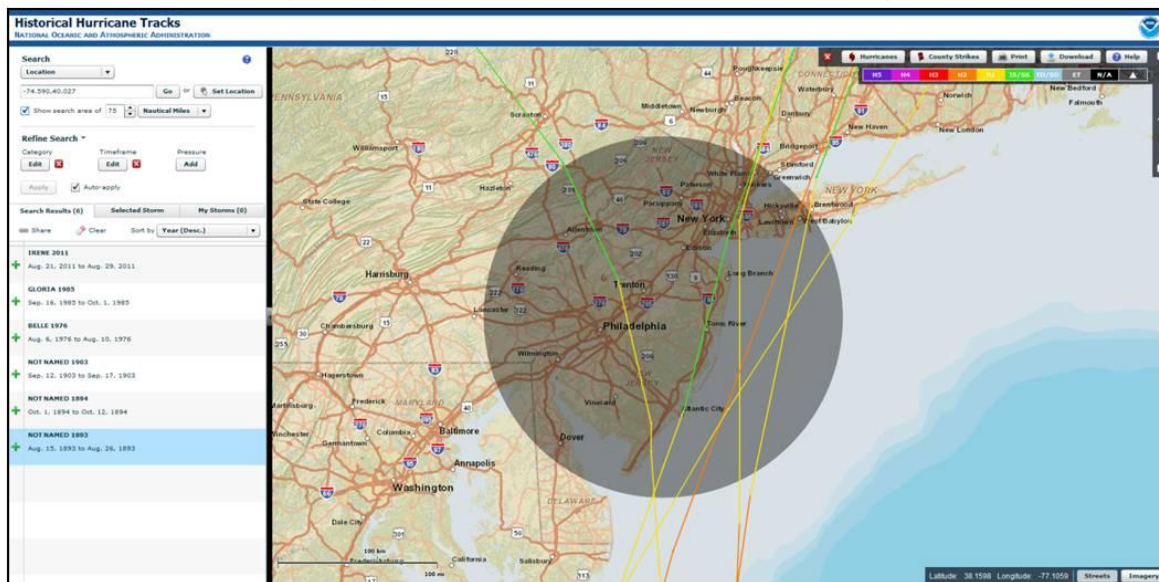 Historical Hurricane Tracks
NATIONAL OCEANIC AND ATMOSPHERIC ADMINISTRATION
Hurricanes
County Strikes
Print
Download
Help
H5 H4 H3 H2 H1 TS/SS TD/SD ET N/A
Search
Location
-74.590,40.027 Go or Set Location
Show search area of 75 Nautical Miles
Refine Search
Category Timeframe Pressure
Edit Edit Add
Apply Auto-apply
Search Results (6) Selected Storm My Storms (0)
Share Clear Sort by Year (Desc.)
IRENE 2011
Aug. 21, 2011 to Aug. 29, 2011
GLORIA 1985
Sep. 16, 1985 to Oct. 1, 1985
BELLE 1976
Aug. 6, 1976 to Aug. 10, 1976
NOT NAMED 1903
Sep. 12, 1903 to Sep. 17, 1903
NOT NAMED 1894
Oct. 1, 1894 to Oct. 12, 1894
NOT NAMED 1893
Aug. 15, 1893 to Aug. 26, 1893
PENNSYLVANIA
CONNECTICUT
Poughkeepsie
Waterbury
Norwich
New Bedford
Falmouth
Scranton
Middletown
Newburgh
Beacon
Danbury
New Haven
New London
Williamsport
Bridgeport
Stamford
Greenwich
NEW JERSEY
White Plains
Yonkers
Paterson
Parsippany
NEW YORK
Hazleton
State College
Hicksville
Brentwood
Levittown
West Babylon
New York
Elizabeth
Edison
Allentown
Harrisburg
Reading
Trenton
Long Branch
Lancaster
Chambersburg
Philadelphia
Toms River
Wilmington
Hagerstown
NEW JERSEY
Martinsburg
Frederick
MARYLAND
Vineland
Atlantic City
Winchester
Columbia
Baltimore
Germantown
Dover
Annapolis
Washington
DELAWARE
Dale City
Fredericksburg
California
Salisbury
100 km
100 mi
Latitude: 38.1598 Longitude: -77.1059 Streets Imagery